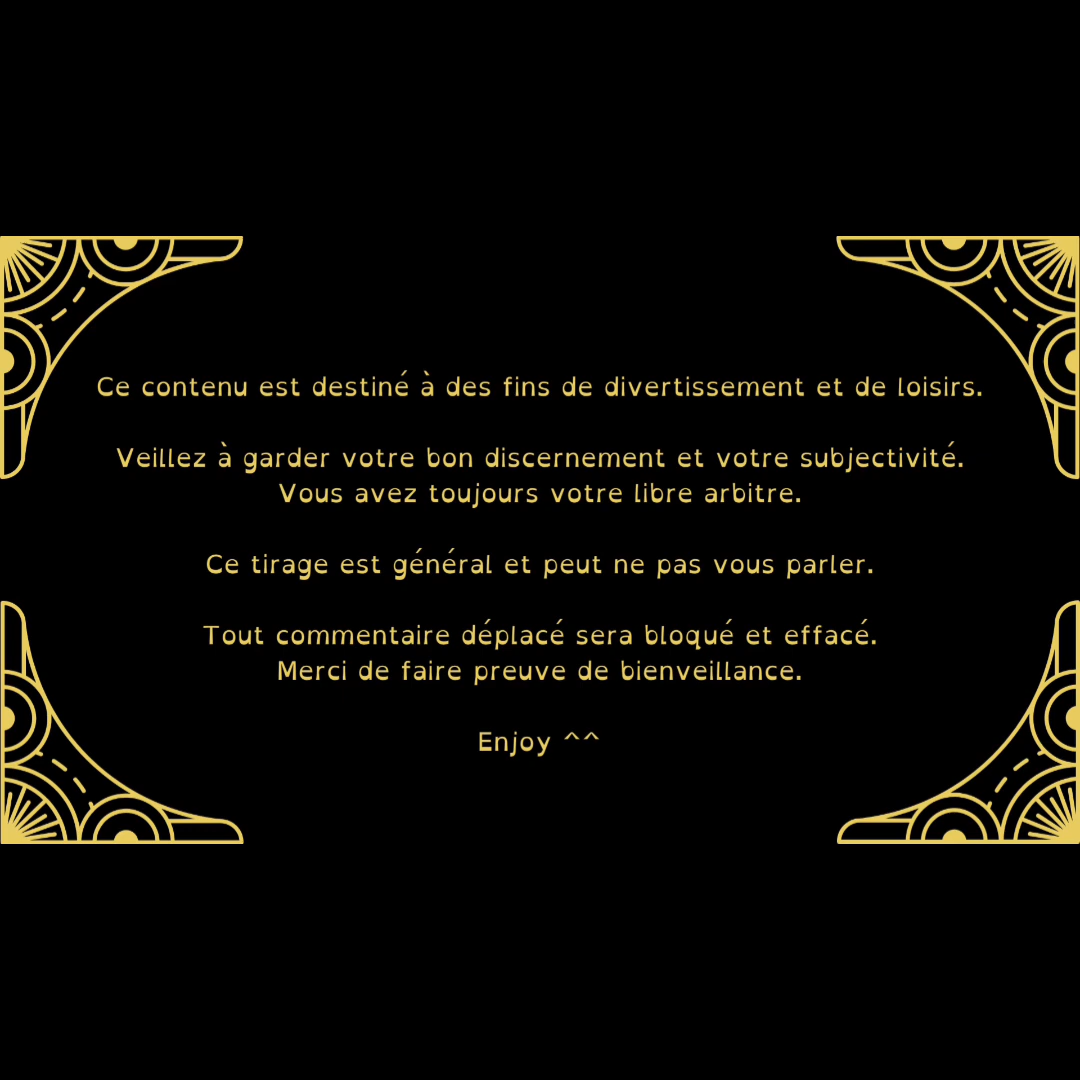 Ce contenu est destiné à des fins de divertissement et de loisirs.
Veillez à garder votre bon discernement et votre subjectivité.
Vous avez toujours votre libre arbitre.
Ce tirage est général et peut ne pas vous parler.
Tout commentaire déplacé sera bloqué et effacé.
Merci de faire preuve de bienveillance.
Enjoy ^^